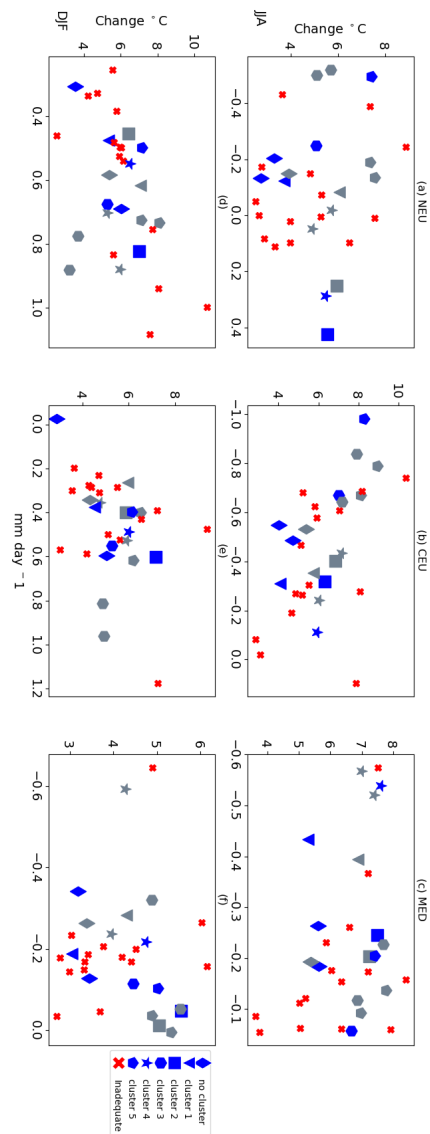 (a) NEU
(b) CEU
(c) MED
JJA
Change °C
8
6
4
−0.4 −0.2 0.0 0.2 0.4
10
8
6
4
−1.0 −0.8 −0.6 −0.4 −0.2 0.0
8
7
6
5
4
−0.6 −0.5 −0.4 −0.3 −0.2 −0.1
(d)
(e)
(f)
DJF
Change °C
10
8
6
4
0.4 0.6 0.8 1.0
8
6
4
0.0 0.2 0.4 0.6 0.8 1.0 1.2
mm day − 1
6
5
4
3
−0.6 −0.4 −0.2 0.0
no cluster
cluster 1
cluster 2
cluster 3
cluster 4
cluster 5
Inadequate